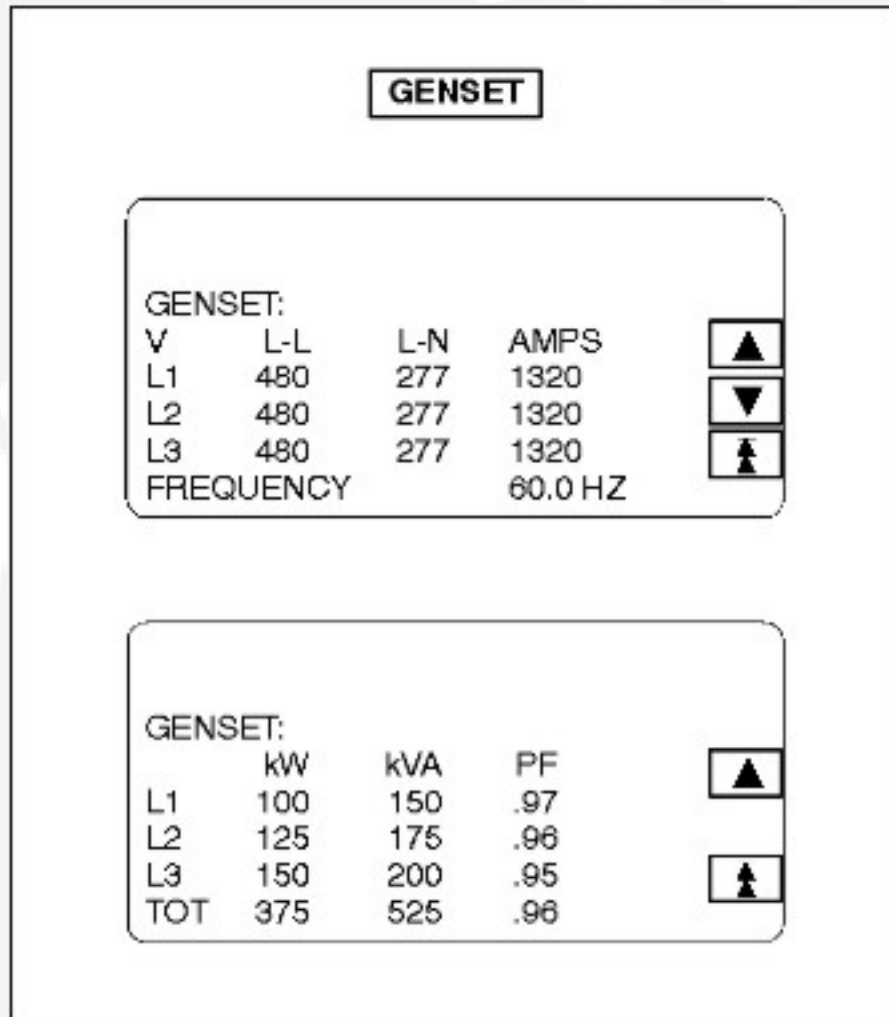 GENSET
GENSET:
V L-L L-N AMPS
L1 480 277 1320
L2 480 277 1320
L3 480 277 1320
FREQUENCY 60.0 HZ
GENSET:
kW kVA PF
L1 100 150 .97
L2 125 175 .96
L3 150 200 .95
TOT 375 525 .96